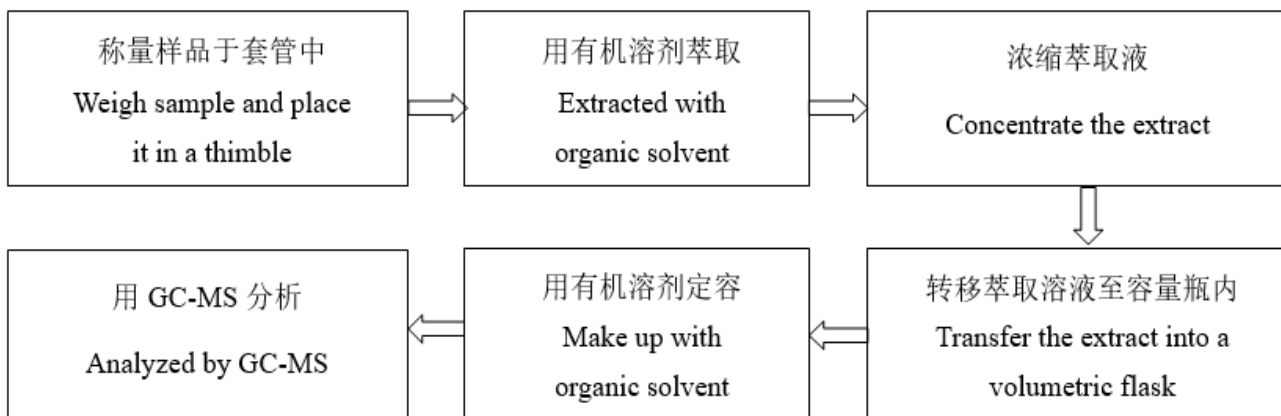 称量样品于套管中
Weigh sample and place
it in a thimble
用有机溶剂萃取
Extracted with
organic solvent
浓缩萃取液
Concentrate the extract
转移萃取溶液至容量瓶内
Transfer the extract into a
volumetric flask
用有机溶剂定容
Make up with
organic solvent
用 GC-MS 分析
Analyzed by GC-MS